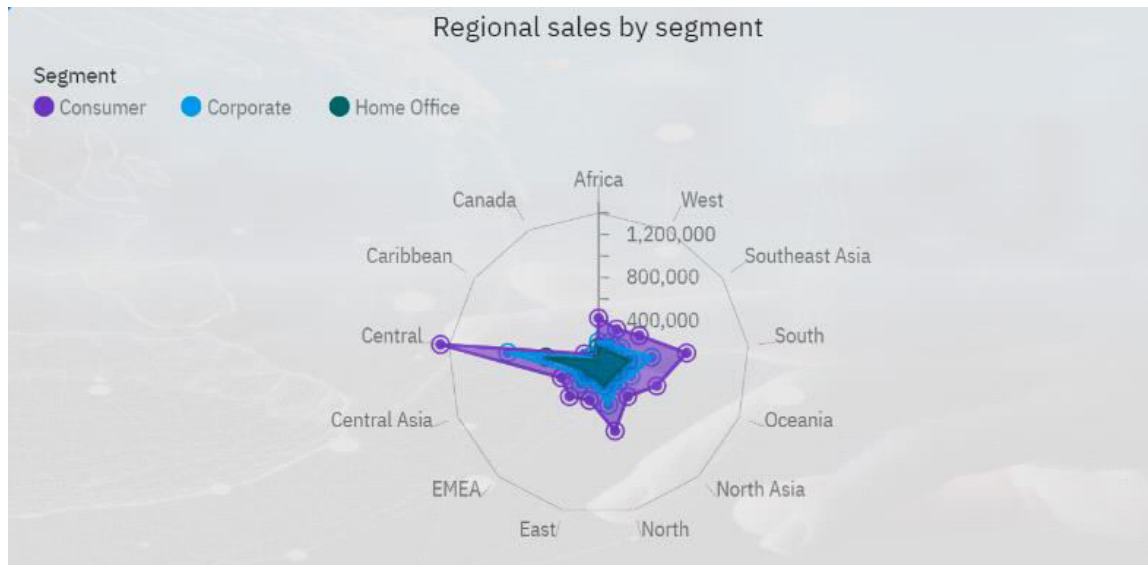 Regional sales by segment
Segment
Consumer Corporate Home Office
Africa
Canada West
1,200,000
Caribbean Southeast Asia
800,000
400,000
Central South
Central Asia Oceania
EMEA North Asia
East North